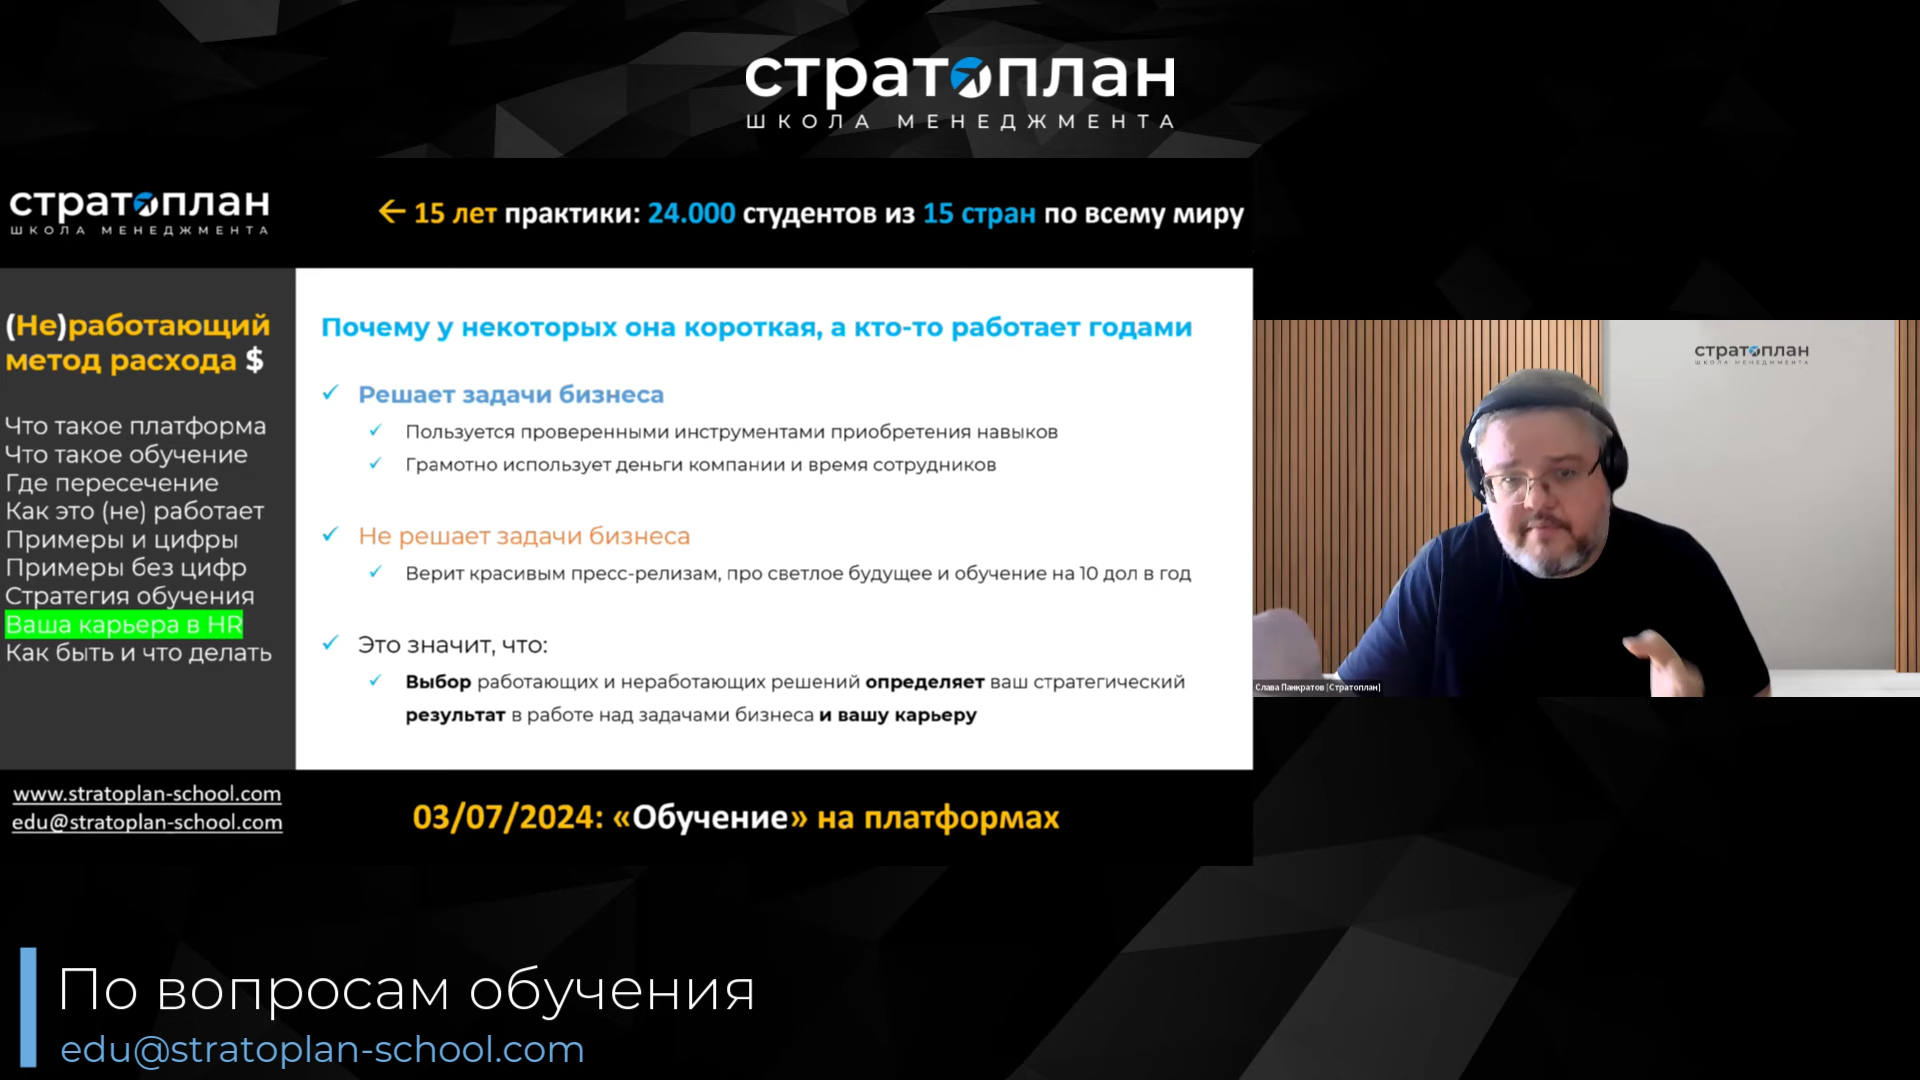 стратоплан
ШКОЛА МЕНЕДЖМЕНТА
стратоплан
ШКОЛА МЕНЕДЖМЕНТА
← 15 лет практики: 24.000 студентов из 15 стран по всему миру
(Не)работающий
метод расхода $
Что такое платформа
Что такое обучение
Где пересечение
Как это (не) работает
Примеры и цифры
Примеры без цифр
Стратегия обучения
Ваша карьера в HR
Как быть и что делать
Почему у некоторых она короткая, а кто-то работает годами
✓ Решает задачи бизнеса
✓ Пользуется проверенными инструментами приобретения навыков
✓ Грамотно использует деньги компании и время сотрудников
✓ Не решает задачи бизнеса
✓ Верит красивым пресс-релизам, про светлое будущее и обучение на 10 дол в год
✓ Это значит, что:
✓ Выбор работающих и неработающих решений определяет ваш стратегический
результат в работе над задачами бизнеса и вашу карьеру
стратоплан
ШКОЛА МЕНЕДЖМЕНТА
Слава Панкратов [Стратоплан]
www.stratoplan-school.com
edu@stratoplan-school.com
03/07/2024: «Обучение» на платформах
По вопросам обучения
edu@stratoplan-school.com